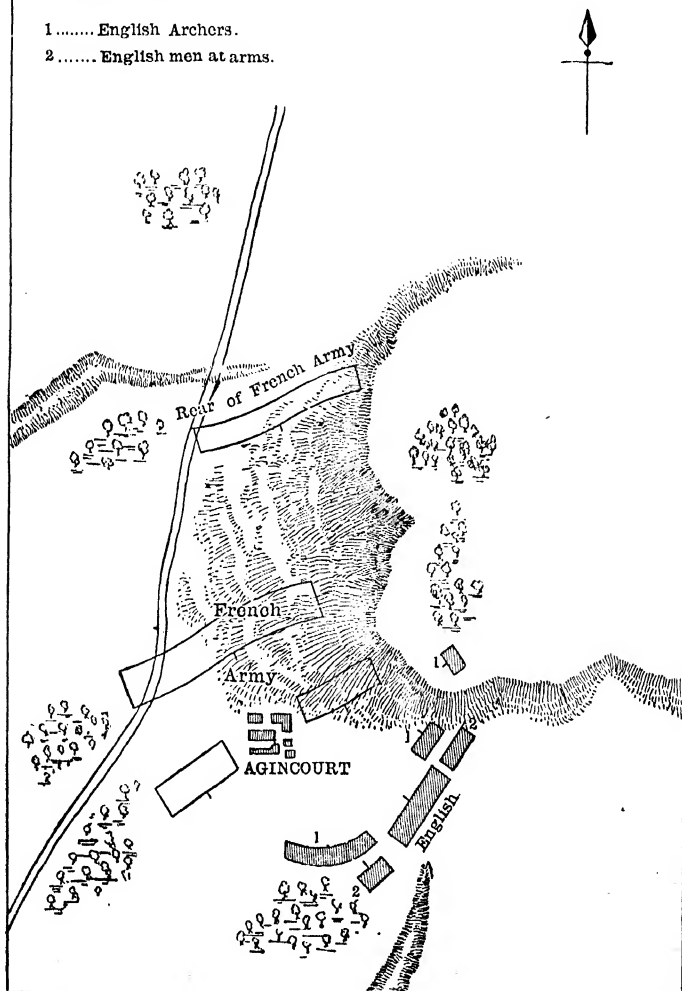 1........ English Archers.
2....... English men at arms.
Rear of French Army
French
Army
1
AGINCOURT
1
2
English.
1
2